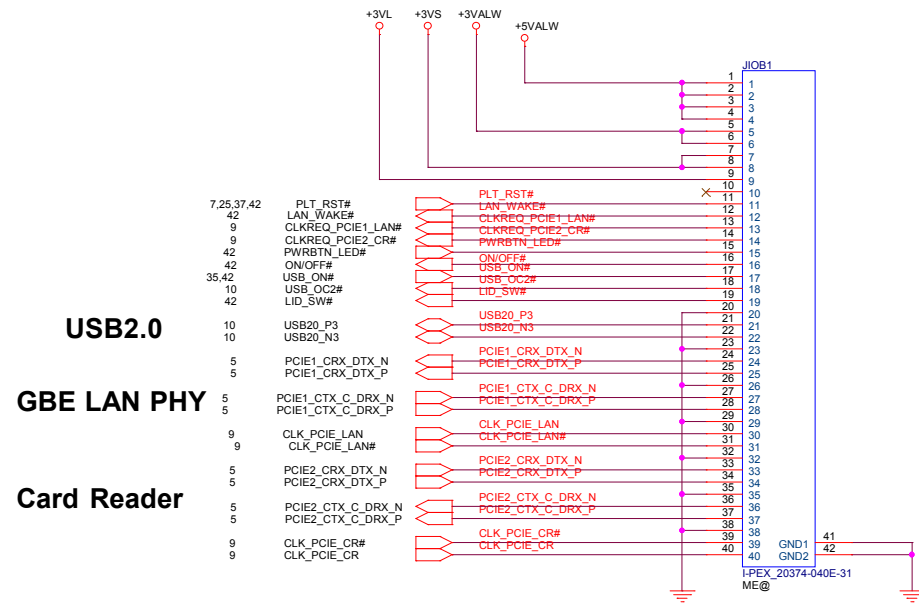 +3VL +3VS +3VALW
+5VALW
JIOB1
1 1
2 2
3 3
4 4
5 5
6 6
7 7
8 8
9 9
10 10
7,25,37,42 PLT_RST# PLT_RST# 11 11
42 LAN_WAKE# LAN_WAKE# 12 12
9 CLKREQ_PCIE1_LAN# CLKREQ_PCIE1_LAN# 13 13
9 CLKREQ_PCIE2_CR# CLKREQ_PCIE2_CR# 14 14
42 PWRBTN_LED# PWRBTN_LED# 15 15
42 ON/OFF# ON/OFF# 16 16
35,42 USB_ON# USB_ON# 17 17
10 USB_OC2# USB_OC2# 18 18
42 LID_SW# LID_SW# 19 19
20 20
USB2.0
10 USB20_P3 USB20_P3 21 21
10 USB20_N3 USB20_N3 22 22
23 23
5 PCIE1_CRX_DTX_N PCIE1_CRX_DTX_N 24 24
5 PCIE1_CRX_DTX_P PCIE1_CRX_DTX_P 25 25
26 26
GBE LAN PHY
5 PCIE1_CTX_C_DRX_N PCIE1_CTX_C_DRX_N 27 27
5 PCIE1_CTX_C_DRX_P PCIE1_CTX_C_DRX_P 28 28
29 29
9 CLK_PCIE_LAN CLK_PCIE_LAN 30 30
9 CLK_PCIE_LAN# CLK_PCIE_LAN# 31 31
32 32
5 PCIE2_CRX_DTX_N PCIE2_CRX_DTX_N 33 33
5 PCIE2_CRX_DTX_P PCIE2_CRX_DTX_P 34 34
Card Reader
35 35
5 PCIE2_CTX_C_DRX_N PCIE2_CTX_C_DRX_N 36 36
5 PCIE2_CTX_C_DRX_P PCIE2_CTX_C_DRX_P 37 37
38 38
9 CLK_PCIE_CR# CLK_PCIE_CR# 39 39 GND1 41
9 CLK_PCIE_CR CLK_PCIE_CR 40 40 GND2 42
I-PEX_20374-040E-31
ME@